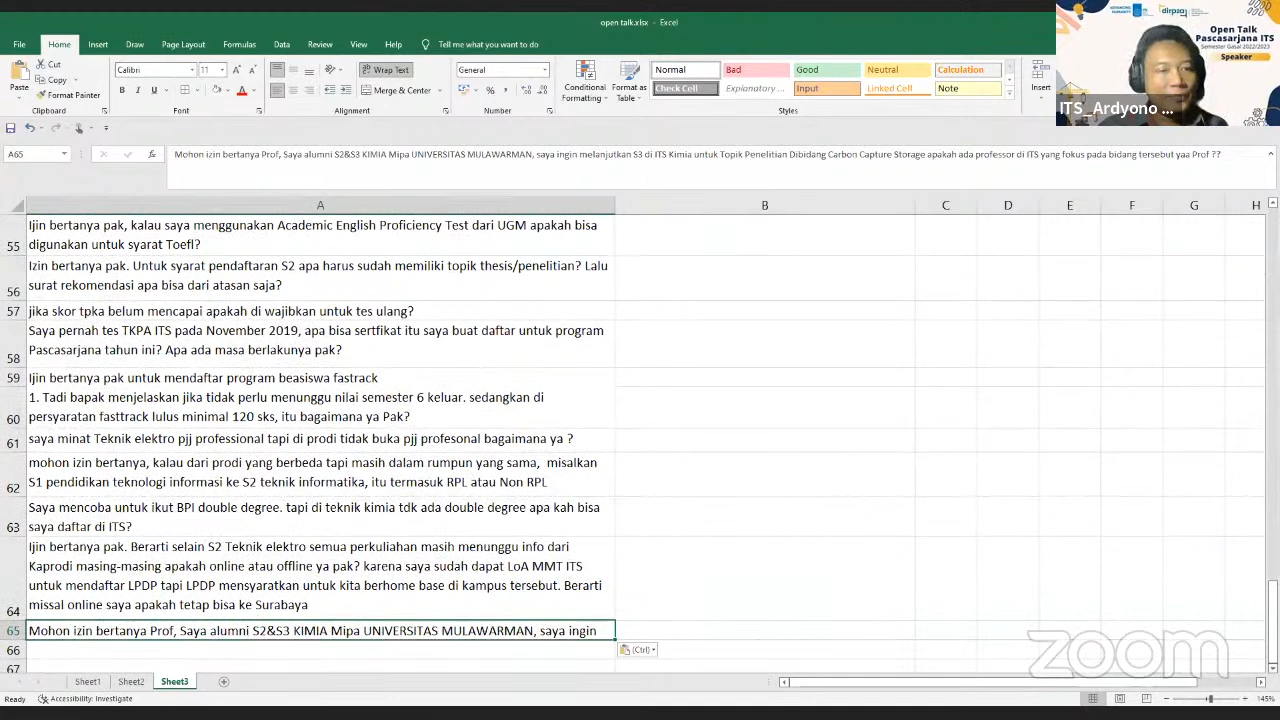 open talk.xlsx - Excel
File Home Insert Draw Page Layout Formulas Data Review View Help Tell me what you want to do
Paste
Cut
Copy
Format Painter
Clipboard
Calibri 11
Font
Wrap Text
Merge & Center
Alignment
General
Number
Conditional Formatting
Format as Table
Normal Bad Good Neutral Calculation
Check Cell Explanatory ... Input Linked Cell Note
Styles
Insert
Open Talk
Pascasarjana ITS
Semester Gasal 2022/2023
Speaker
ITS_Ardyono ...
A65
Mohon izin bertanya Prof, Saya alumni S2&S3 KIMIA Mipa UNIVERSITAS MULAWARMAN, saya ingin melanjutkan S3 di ITS Kimia untuk Topik Penelitian Dibidang Carbon Capture Storage apakah ada professor di ITS yang fokus pada bidang tersebut yaa Prof ??
A B C D E F G H
Ijin bertanya pak, kalau saya menggunakan Academic English Proficiency Test dari UGM apakah bisa
55 digunakan untuk syarat Toefl?
Izin bertanya pak. Untuk syarat pendaftaran S2 apa harus sudah memiliki topik thesis/penelitian? Lalu
56 surat rekomendasi apa bisa dari atasan saja?
57 jika skor tpka belum mencapai apakah di wajibkan untuk tes ulang?
Saya pernah tes TKPA ITS pada November 2019, apa bisa sertfikat itu saya buat daftar untuk program
58 Pascasarjana tahun ini? Apa ada masa berlakunya pak?
59 Ijin bertanya pak untuk mendaftar program beasiswa fastrack
1. Tadi bapak menjelaskan jika tidak perlu menunggu nilai semester 6 keluar. sedangkan di
60 persyaratan fasttrack lulus minimal 120 sks, itu bagaimana ya Pak?
61 saya minat Teknik elektro pjj professional tapi di prodi tidak buka pjj profesonal bagaimana ya ?
mohon izin bertanya, kalau dari prodi yang berbeda tapi masih dalam rumpun yang sama, misalkan
62 S1 pendidikan teknologi informasi ke S2 teknik informatika, itu termasuk RPL atau Non RPL
Saya mencoba untuk ikut BPI double degree. tapi di teknik kimia tdk ada double degree apa kah bisa
63 saya daftar di ITS?
Ijin bertanya pak. Berarti selain S2 Teknik elektro semua perkuliahan masih menunggu info dari
Kaprodi masing-masing apakah online atau offline ya pak? karena saya sudah dapat LoA MMT ITS
untuk mendaftar LPDP tapi LPDP mensyaratkan untuk kita berhome base di kampus tersebut. Berarti
64 missal online saya apakah tetap bisa ke Surabaya
65 Mohon izin bertanya Prof, Saya alumni S2&S3 KIMIA Mipa UNIVERSITAS MULAWARMAN, saya ingin
66
(Ctrl)
67
zoom
Sheet1 Sheet2 Sheet3
Ready Accessibility: Investigate 145%